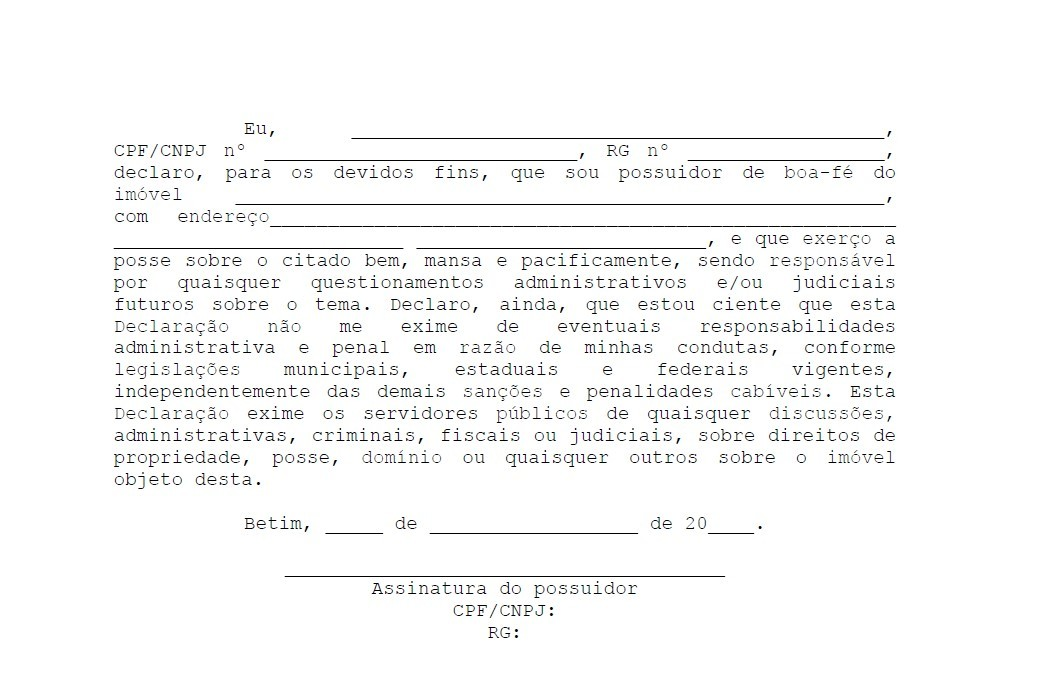 Eu, ________________________________________________,
CPF/CNPJ nº ____________________________, RG nº _________________,
declaro, para os devidos fins, que sou possuidor de boa-fé do
imóvel __________________________________________________________,
com endereço________________________________________________________
__________________________ __________________________, e que exerço a
posse sobre o citado bem, mansa e pacificamente, sendo responsável
por quaisquer questionamentos administrativos e/ou judiciais
futuros sobre o tema. Declaro, ainda, que estou ciente que esta
Declaração não me exime de eventuais responsabilidades
administrativa e penal em razão de minhas condutas, conforme
legislações municipais, estaduais e federais vigentes,
independentemente das demais sanções e penalidades cabíveis. Esta
Declaração exime os servidores públicos de quaisquer discussões,
administrativas, criminais, fiscais ou judiciais, sobre direitos de
propriedade, posse, domínio ou quaisquer outros sobre o imóvel
objeto desta.
Betim, _____ de __________________ de 20____.
______________________________________
Assinatura do possuidor
CPF/CNPJ:
RG: